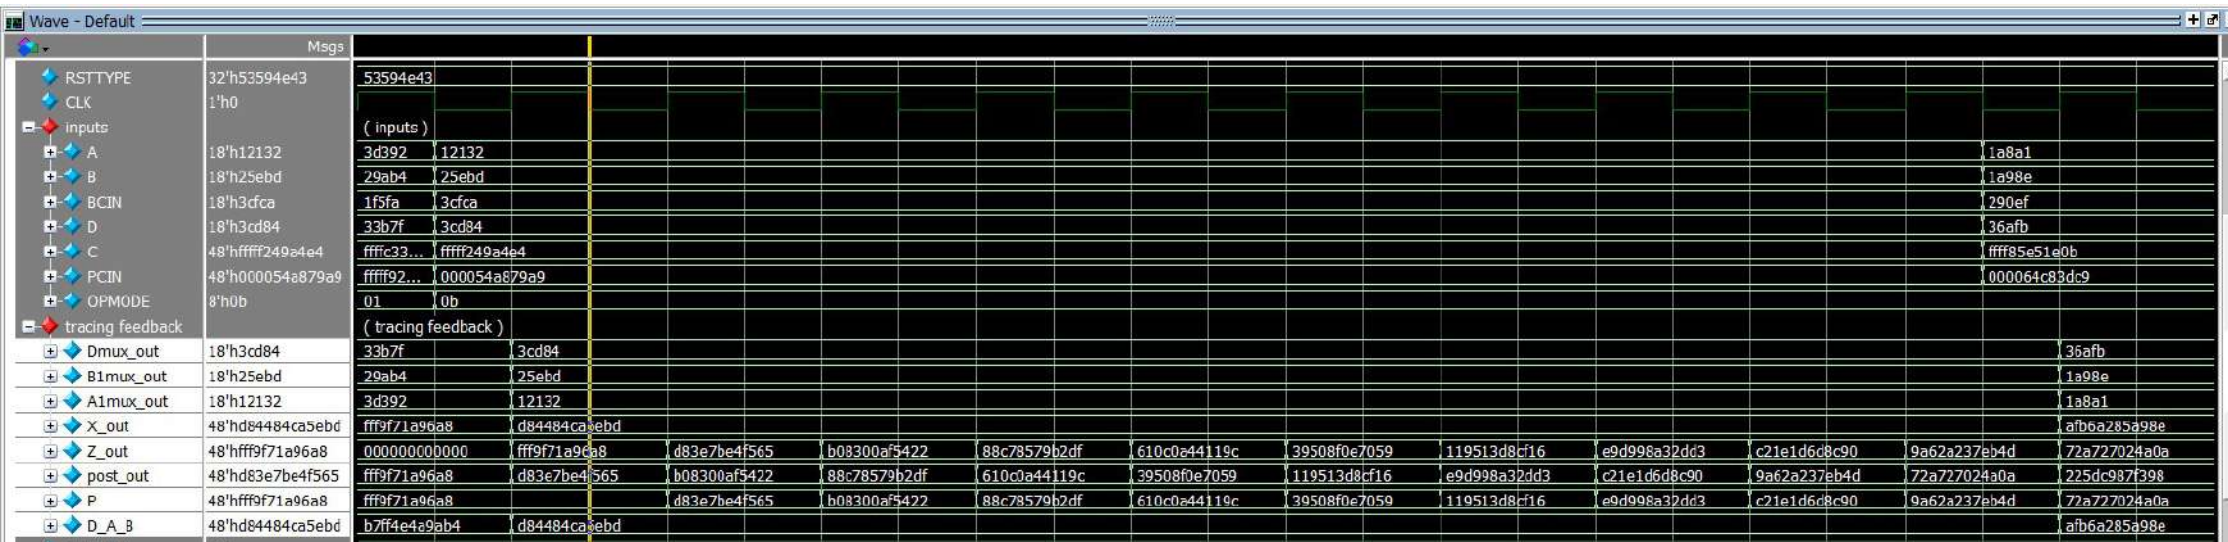 Wave - Default
Msgs
RSTTYPE 32'h53594e43 53594e43
CLK 1'h0
inputs ( inputs )
A 18'h12132 3d392 12132 1a8a1
B 18'h25ebd 29ab4 25ebd 1a98e
BCIN 18'h3cfca 1f5fa 3cfca 290ef
D 18'h3cd84 33b7f 3cd84 36afb
C 48'hfffff249a4e4 ffffc33... fffff249a4e4 ffff85e51e0b
PCIN 48'h000054a879a9 fffff92... 000054a879a9 000064c83dc9
OPMODE 8'h0b 01 0b
tracing feedback ( tracing feedback )
Dmux_out 18'h3cd84 33b7f 3cd84 36afb
B1mux_out 18'h25ebd 29ab4 25ebd 1a98e
A1mux_out 18'h12132 3d392 12132 1a8a1
X_out 48'hd84484ca5ebd fff9f71a96a8 d84484ca5ebd afb6a285a98e
Z_out 48'hfff9f71a96a8 000000000000 fff9f71a96a8 d83e7be4f565 b08300af5422 88c78579b2df 610c0a44119c 39508f0e7059 119513d8cf16 e9d998a32dd3 c21e1d6d8c90 9a62a237eb4d 72a727024a0a
post_out 48'hd83e7be4f565 fff9f71a96a8 d83e7be4f565 b08300af5422 88c78579b2df 610c0a44119c 39508f0e7059 119513d8cf16 e9d998a32dd3 c21e1d6d8c90 9a62a237eb4d 72a727024a0a 225dc987f398
P 48'hfff9f71a96a8 fff9f71a96a8 d83e7be4f565 b08300af5422 88c78579b2df 610c0a44119c 39508f0e7059 119513d8cf16 e9d998a32dd3 c21e1d6d8c90 9a62a237eb4d 72a727024a0a
D_A_B 48'hd84484ca5ebd b7ff4e4a9ab4 d84484ca5ebd afb6a285a98e